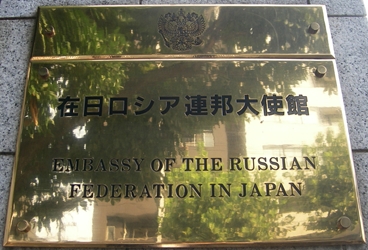 在日ロシア連邦大使館
EMBASSY OF THE RUSSIAN
FEDERATION IN JAPAN